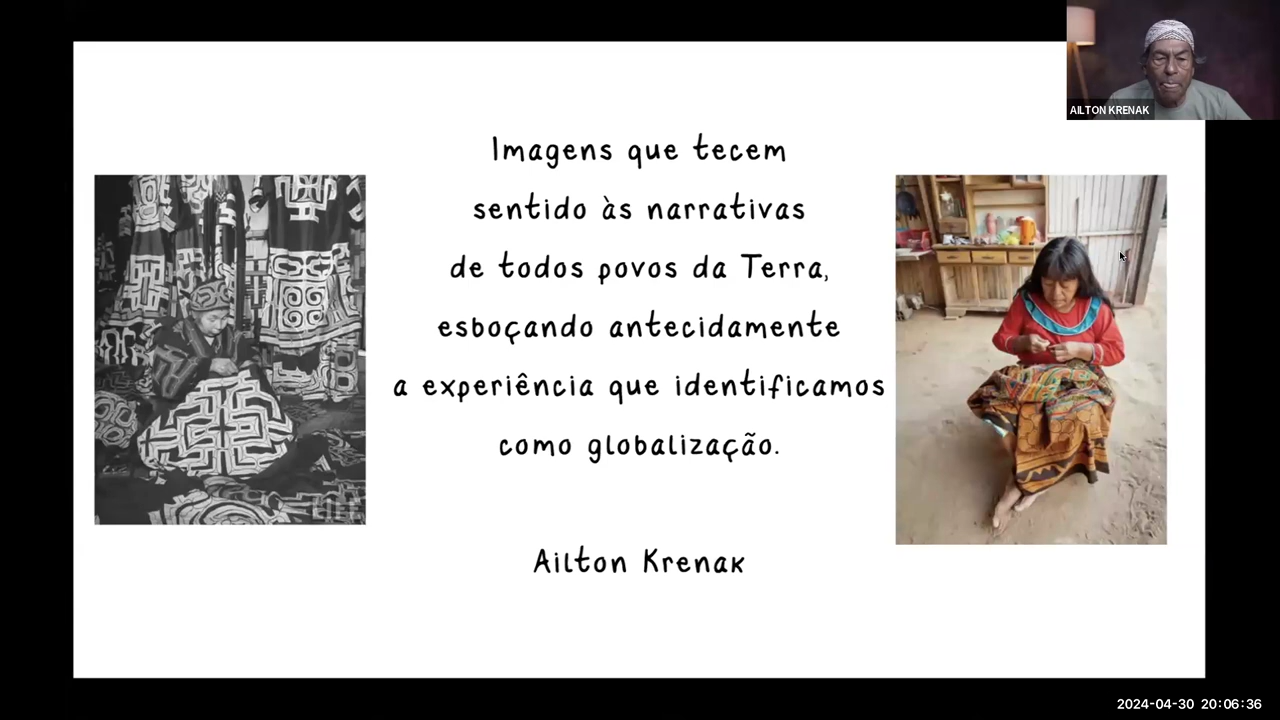 AILTON KRENAK
Imagens que tecem
sentido às narrativas
de todos povos da Terra,
esboçando antecidamente
a experiência que identificamos
como globalização.
LIFE
Ailton Krenak
2024-04-30 20:06:36